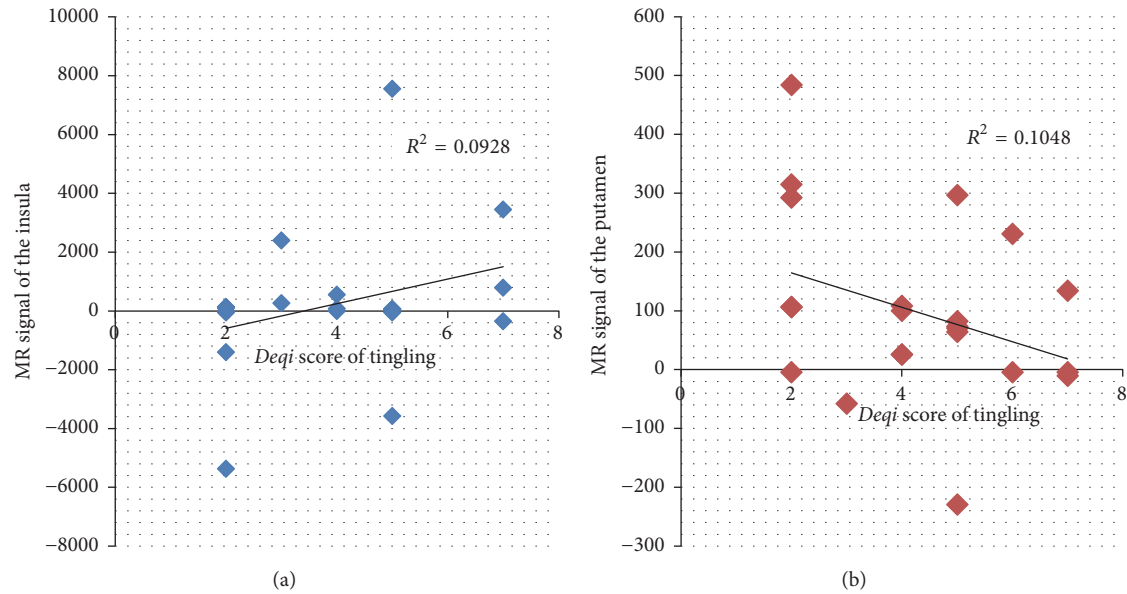 10000
8000
6000
4000
2000
0
−2000
−4000
−6000
−8000
MR signal of the insula
R² = 0.0928
0 2 4 6 8
Deqi score of tingling
(a)
600
500
400
300
200
100
0
−100
−200
−300
MR signal of the putamen
R² = 0.1048
0 2 4 6 8
Deqi score of tingling
(b)